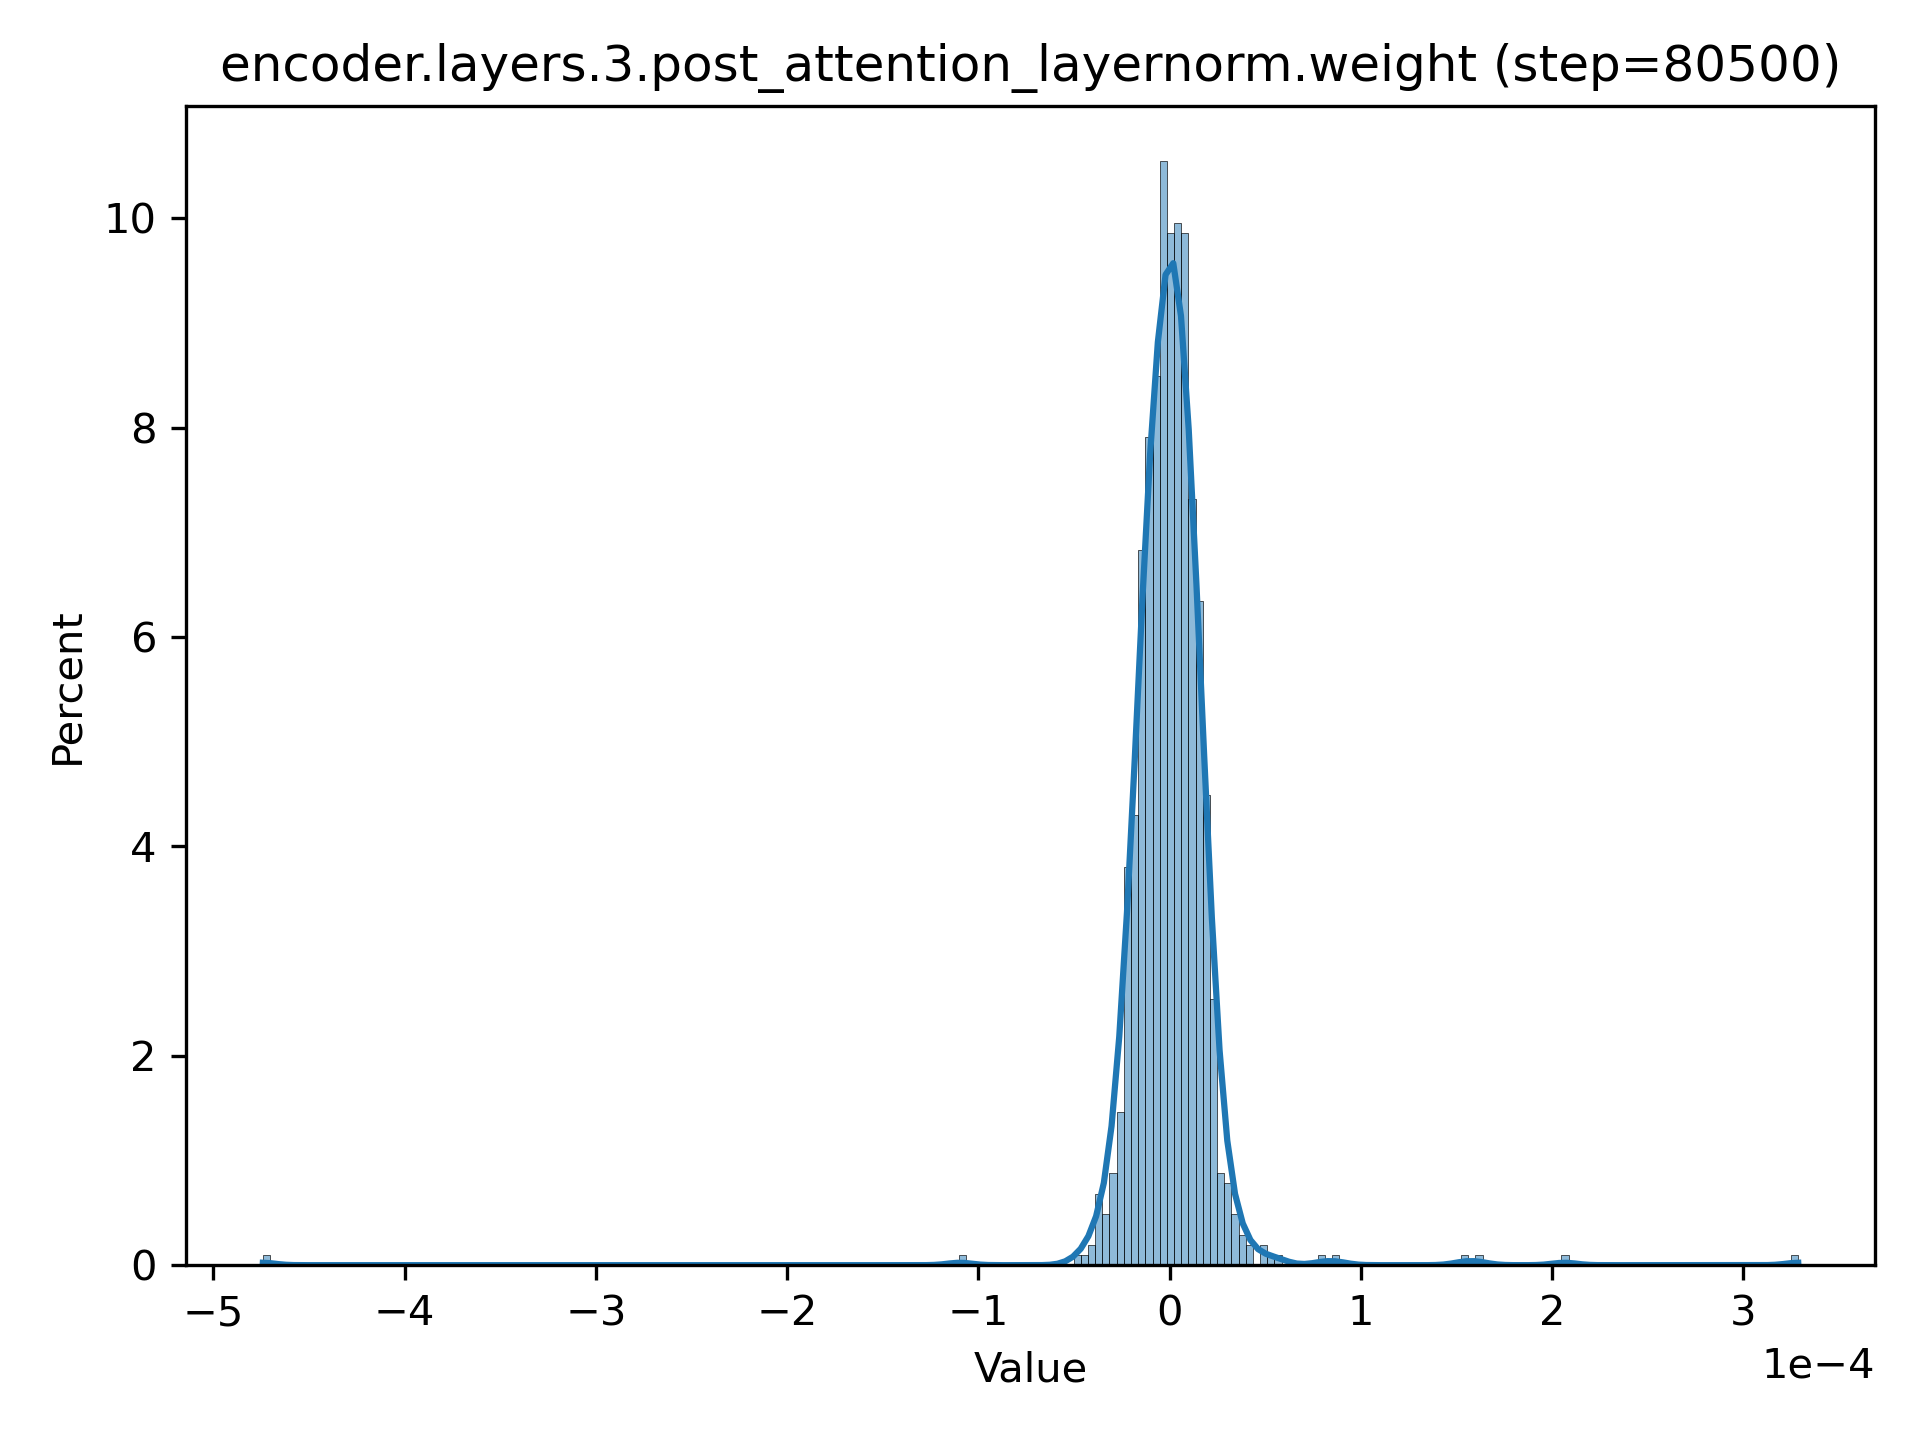 encoder.layers.3.post_attention_layernorm.weight (step=80500)
10
8
6
4
2
0
Percent
−5 −4 −3 −2 −1 0 1 2 3
1e−4
Value